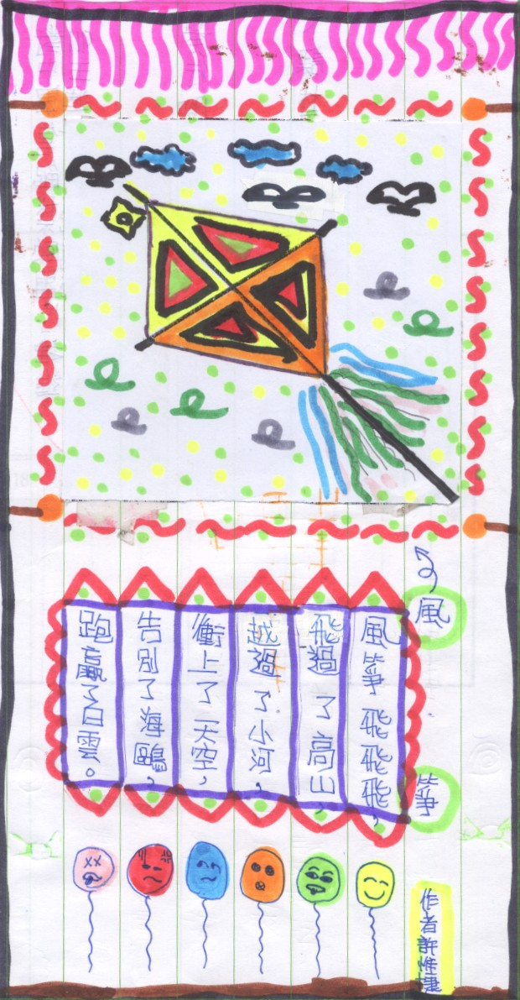 風箏
作者許惟
風箏飛飛飛，
飛過了高山，
越過了小河，
衝上了天空，
告別了海鷗，
跑贏了白雲。